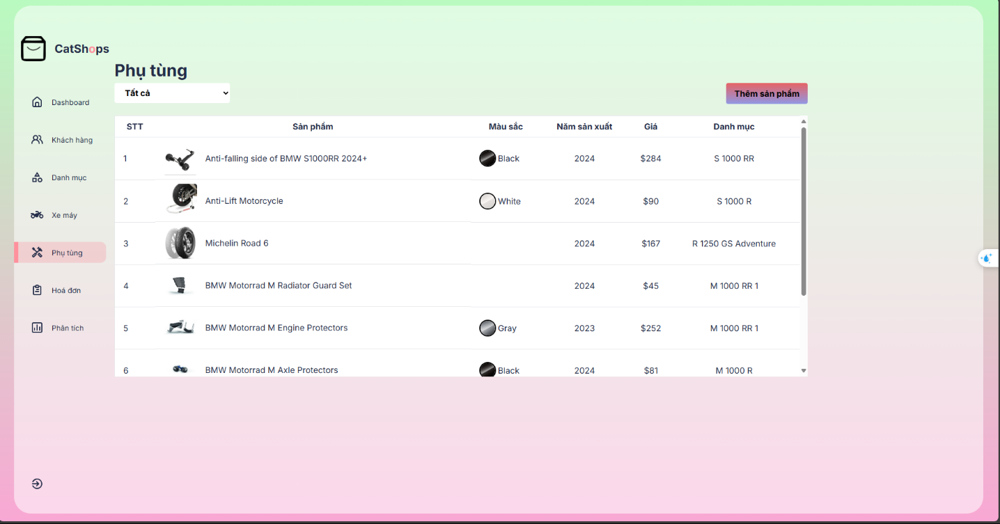 CatShops
Phụ tùng
Tất cả
Thêm sản phẩm
Dashboard
Khách hàng
Danh mục
Xe máy
Phụ tùng
Hoá đơn
Phân tích
STT Sản phẩm Màu sắc Năm sản xuất Giá Danh mục
1 Anti-falling side of BMW S1000RR 2024+ Black 2024 $284 S 1000 RR
2 Anti-Lift Motorcycle White 2024 $90 S 1000 R
3 Michelin Road 6 2024 $167 R 1250 GS Adventure
4 BMW Motorrad M Radiator Guard Set 2024 $45 M 1000 RR 1
5 BMW Motorrad M Engine Protectors Gray 2023 $252 M 1000 RR 1
6 BMW Motorrad M Axle Protectors Black 2024 $81 M 1000 R